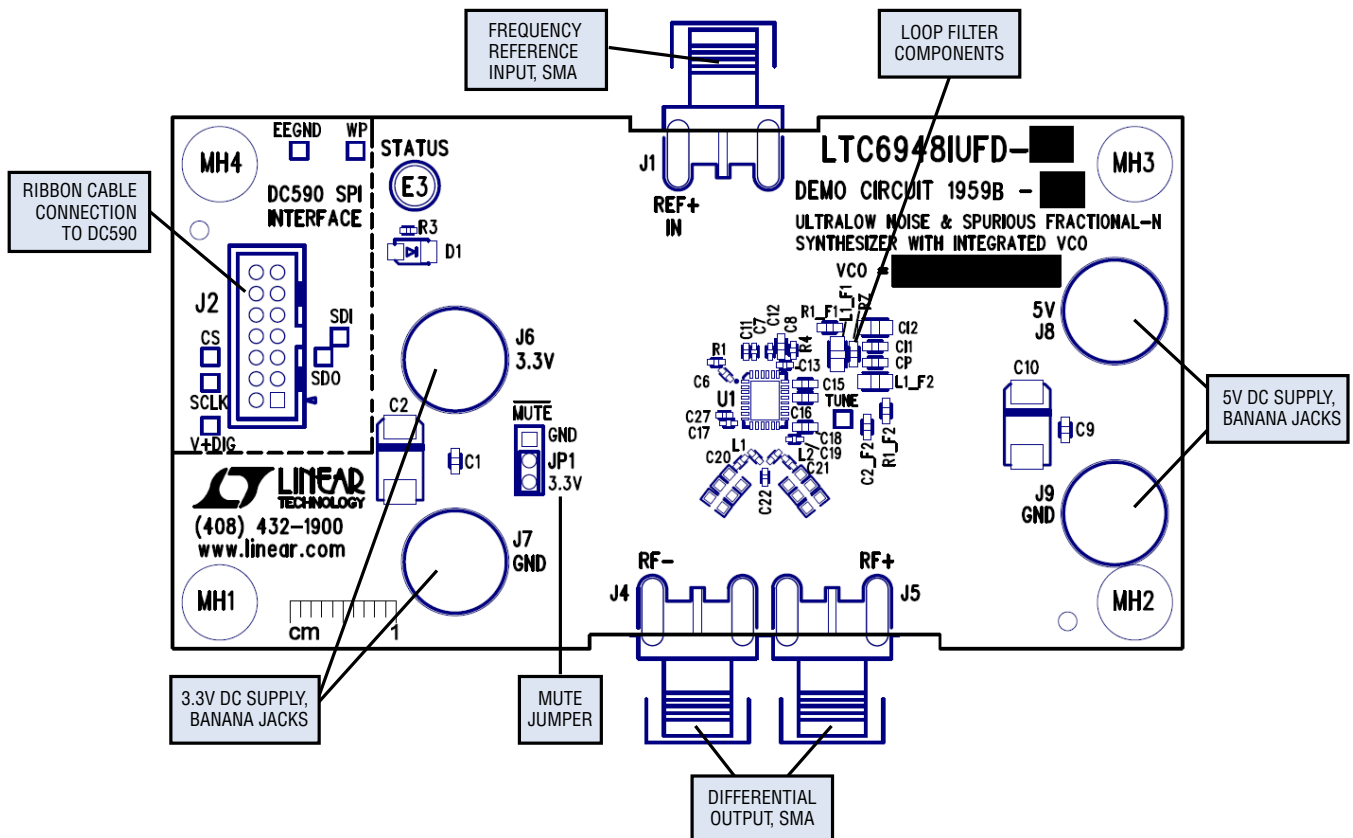 FREQUENCY
REFERENCE
INPUT, SMA
LOOP FILTER
COMPONENTS
RIBBON CABLE
CONNECTION
TO DC590
EEGND
WP
MH4
STATUS
E3
DC590 SPI
INTERFACE
R3
D1
J1
REF+
IN
LTC6948IUFD-
DEMO CIRCUIT 1959B -
ULTRALOW NOISE & SPURIOUS FRACTIONAL-N
SYNTHESIZER WITH INTEGRATED VCO
VCO =
MH3
J2
SDI
CS
SDO
SCLK
V+DIG
J6
3.3V
C2
C1
MUTE
GND
JP1
3.3V
C11
C7
C12
C8
R4
R1_F1
L1_F1
RZ
CI2
CI1
CP
L1_F2
R1
C6
C13
U1
C15
C16
TUNE
C27
C17
C18
C19
L1
L2
C20
C21
C22
C2_F2
R1_F2
5V
J8
C10
C9
5V DC SUPPLY,
BANANA JACKS
J9
GND
LINEAR
TECHNOLOGY
(408) 432-1900
www.linear.com
J7
GND
MH1
cm
1
RF-
J4
RF+
J5
MH2
3.3V DC SUPPLY,
BANANA JACKS
MUTE
JUMPER
DIFFERENTIAL
OUTPUT, SMA